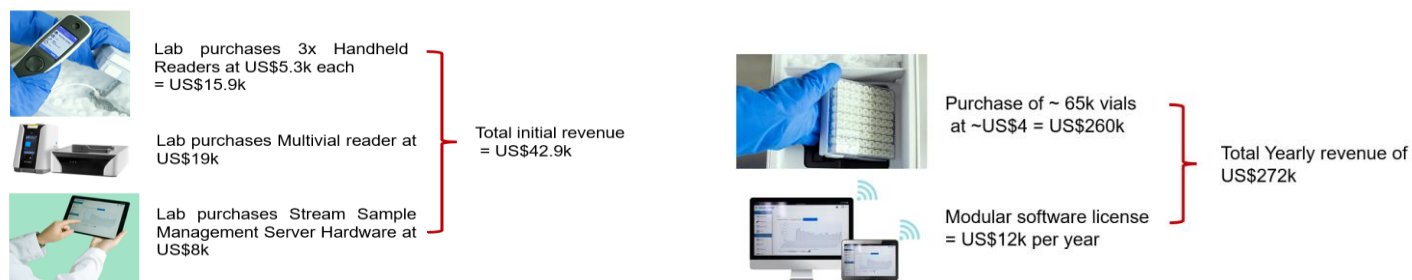 Lab purchases 3x Handheld
Readers at US$5.3k each
= US$15.9k
Lab purchases Multivial reader at
US$19k
Lab purchases Stream Sample
Management Server Hardware at
US$8k
Total initial revenue
= US$42.9k
Purchase of ~ 65k vials
at ~US$4 = US$260k
Modular software license
= US$12k per year
Total Yearly revenue of
US$272k